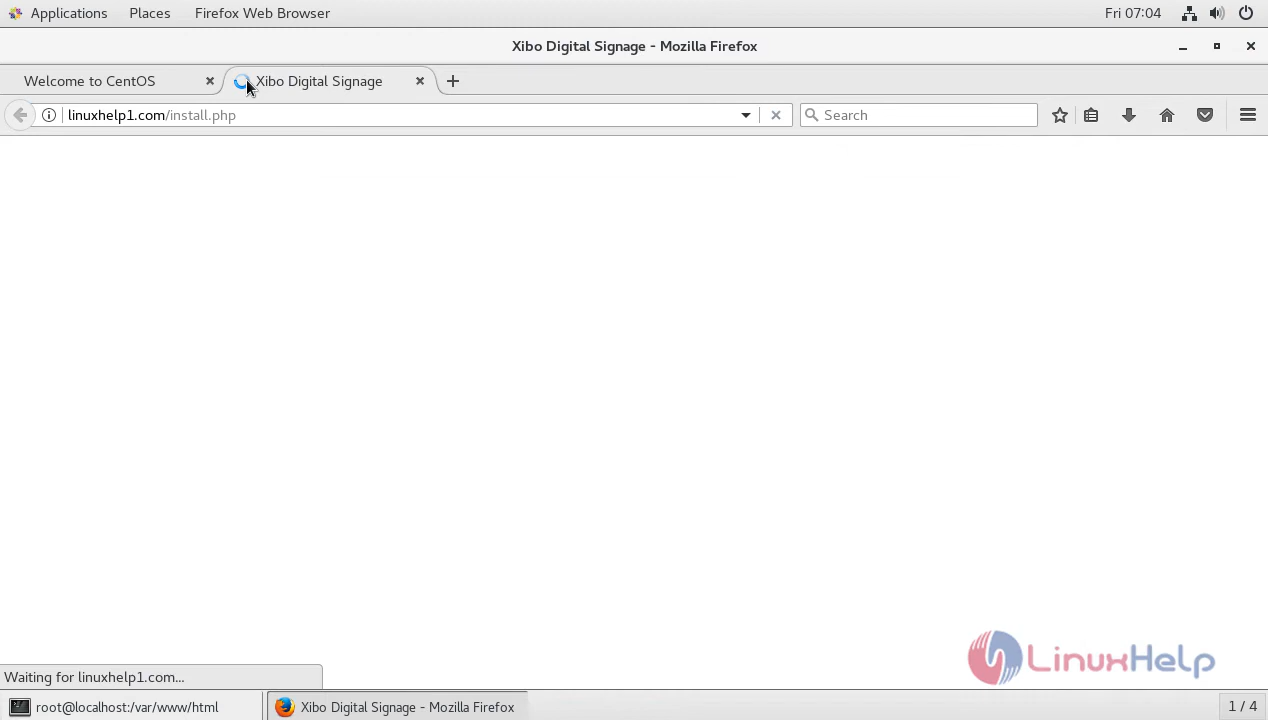 Applications Places Firefox Web Browser Fri 07:04
Xibo Digital Signage - Mozilla Firefox
Welcome to CentOS Xibo Digital Signage
linuxhelp1.com/install.php Search
LinuxHelp
Waiting for linuxhelp1.com...
root@localhost:/var/www/html Xibo Digital Signage - Mozilla Firefox 1 / 4